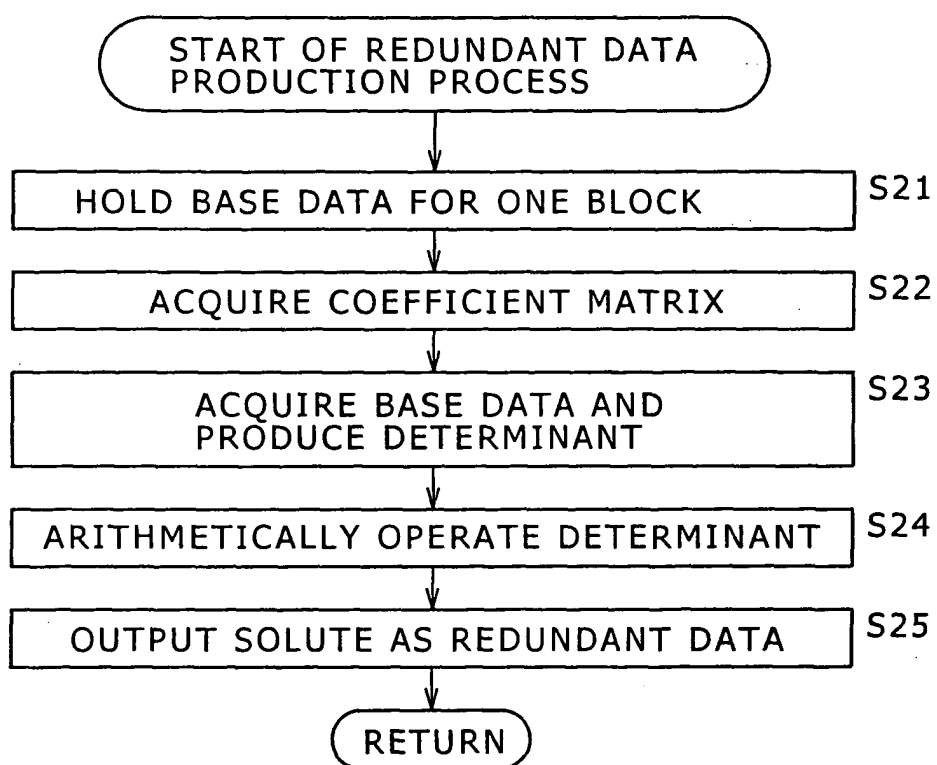 START OF REDUNDANT DATA
PRODUCTION PROCESS
HOLD BASE DATA FOR ONE BLOCK
S21
ACQUIRE COEFFICIENT MATRIX
S22
ACQUIRE BASE DATA AND
PRODUCE DETERMINANT
S23
ARITHMETICALLY OPERATE DETERMINANT
S24
OUTPUT SOLUTE AS REDUNDANT DATA
S25
RETURN